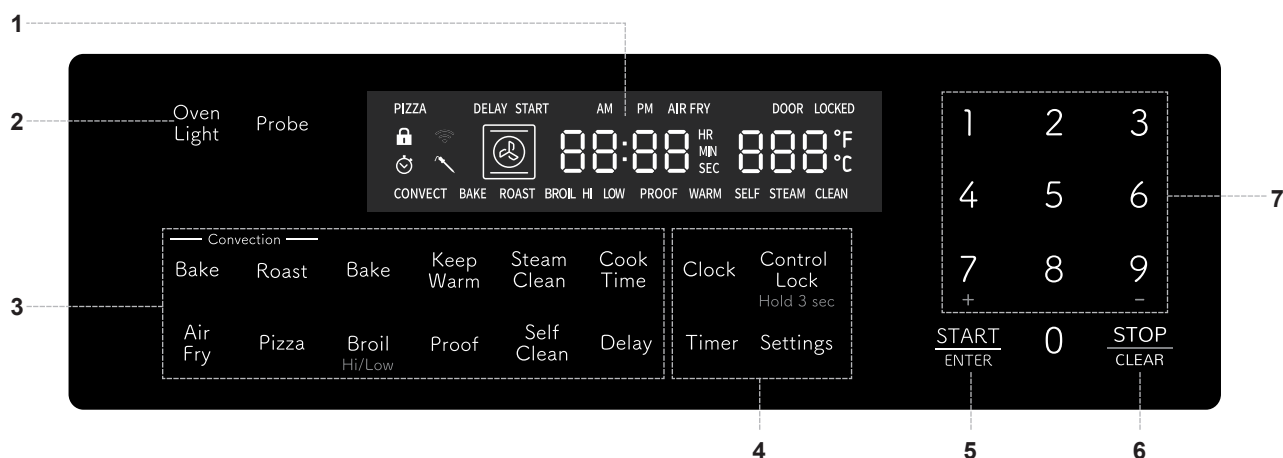 1
2
3
4
5
6
7
Oven
Light
Probe
PIZZA DELAY START AM PM AIR FRY DOOR LOCKED
88:88 HR MIN SEC 888 °F °C
CONVECT BAKE ROAST BROIL HI LOW PROOF WARM SELF STEAM CLEAN
Convection
Bake
Roast
Bake
Keep
Warm
Steam
Clean
Cook
Time
Air
Fry
Pizza
Broil
Hi/Low
Proof
Self
Clean
Delay
Clock
Control
Lock
Hold 3 sec
Timer
Settings
1 2 3
4 5 6
7 8 9
+ −
START
ENTER
0
STOP
CLEAR